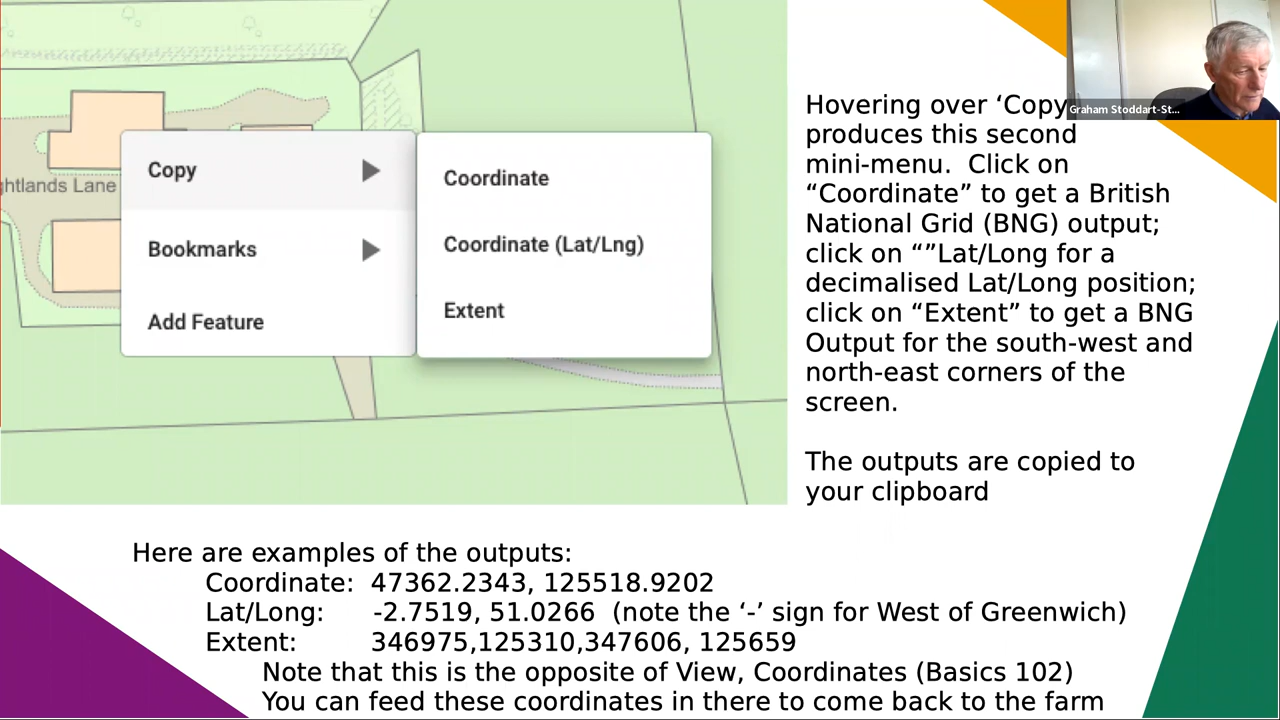 ghtlands Lane
Copy
Bookmarks
Add Feature
Coordinate
Coordinate (Lat/Lng)
Extent
Graham Stoddart-St...
Hovering over ‘Copy
produces this second
mini-menu.  Click on
“Coordinate” to get a British
National Grid (BNG) output;
click on “”Lat/Long for a
decimalised Lat/Long position;
click on “Extent” to get a BNG
Output for the south-west and
north-east corners of the
screen.
The outputs are copied to
your clipboard
Here are examples of the outputs:
Coordinate:  47362.2343, 125518.9202
Lat/Long:  -2.7519, 51.0266  (note the ‘-’ sign for West of Greenwich)
Extent:  346975,125310,347606, 125659
Note that this is the opposite of View, Coordinates (Basics 102)
You can feed these coordinates in there to come back to the farm